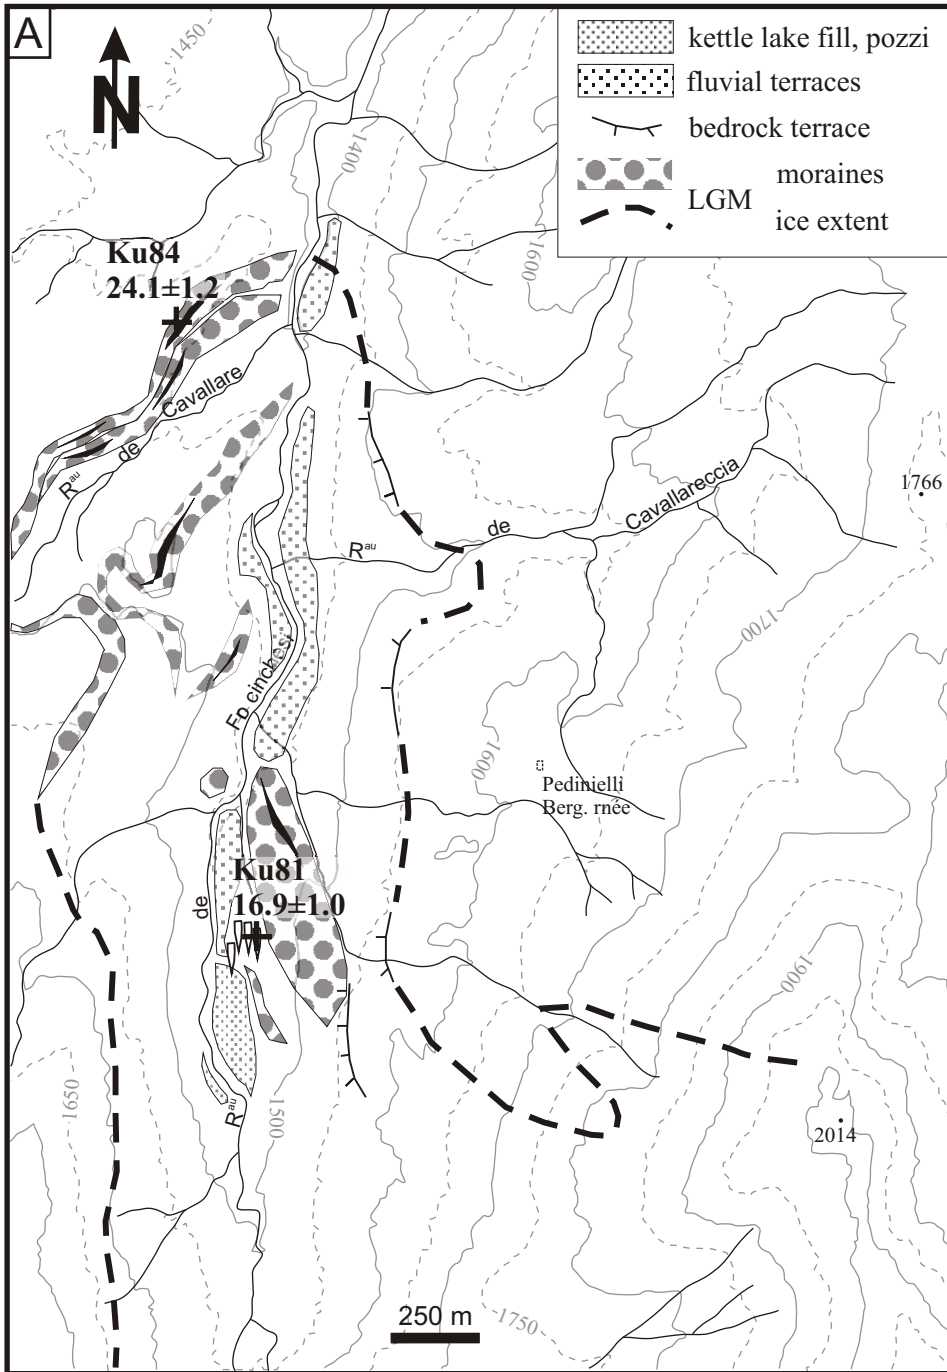 A
N
kettle lake fill, pozzi
fluvial terraces
bedrock terrace
moraines
LGM
ice extent
1450
1400
1600
Ku84
24.1±1.2
Cavallare
de
Rau
1766
Cavallareccia
de
Rau
1700
Fp cinchesi
1600
Pedinielli
Berg. rnée
Ku81
16.9±1.0
de
1900
1650
1500
Rau
2014
250 m
1750